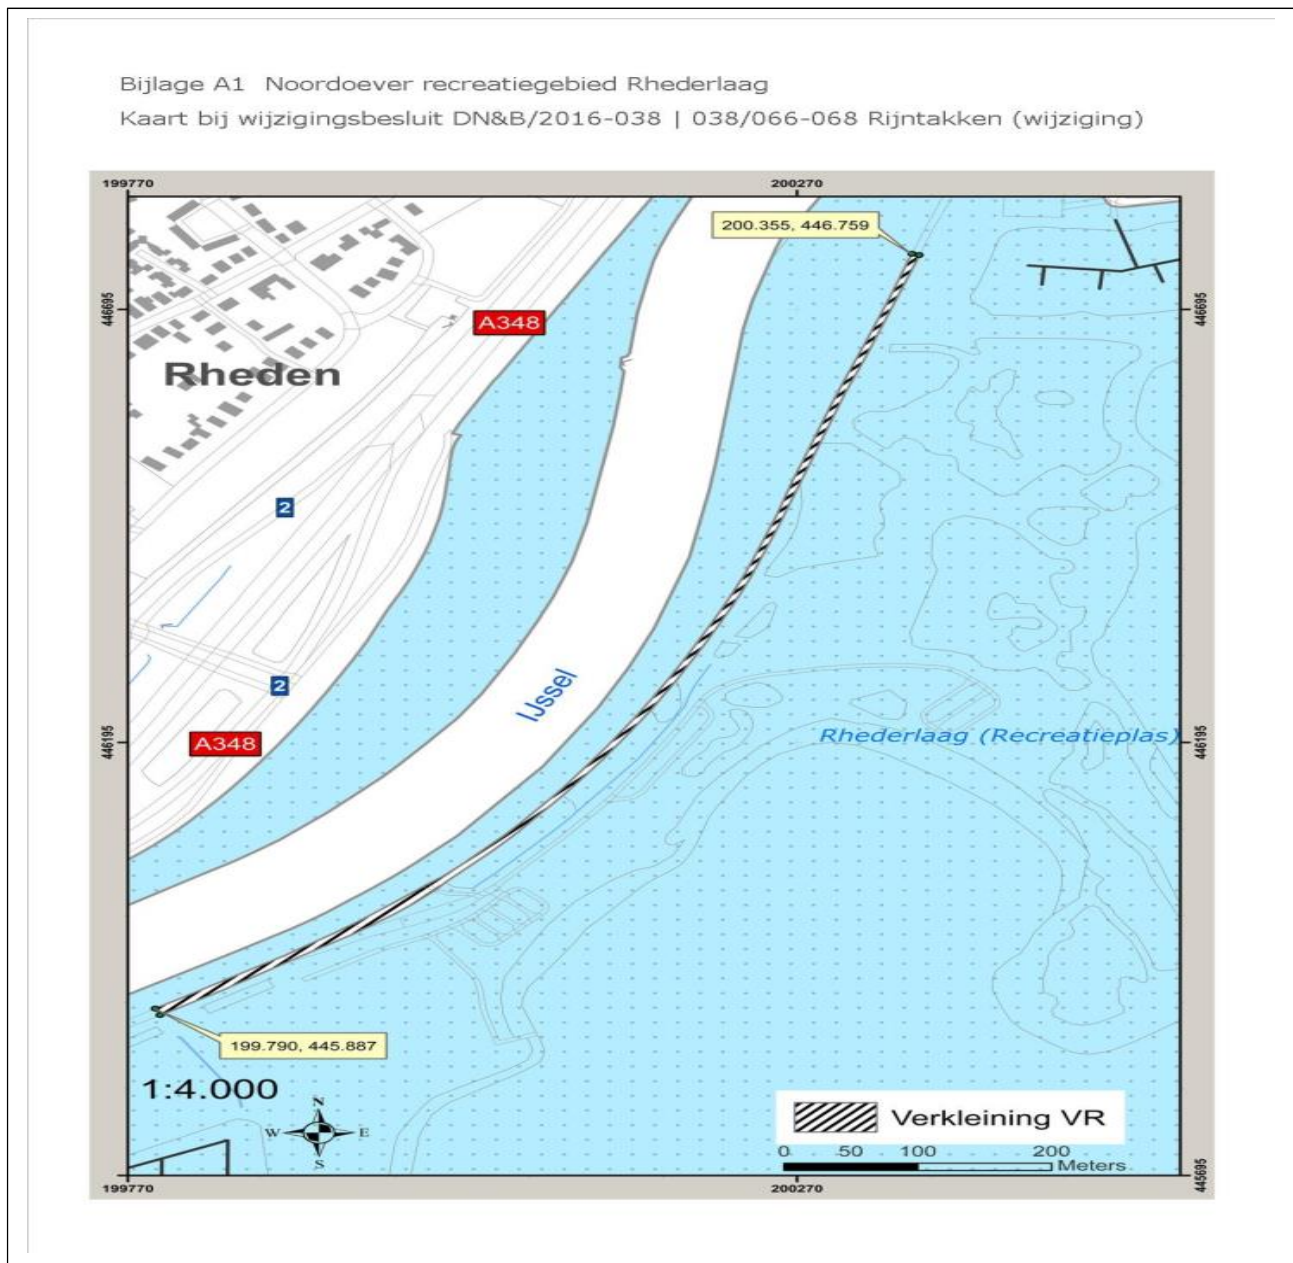 Bijlage A1 Noordoever recreatiegebied Rhederlaag
Kaart bij wijzigingsbesluit DN&B/2016-038 | 038/066-068 Rijntakken (wijziging)
199770
200270
200.355, 446.759
446695
446695
A348
Rheden
2
2
IJssel
A348
446195
Rhederlaag (Recreatieplas)
446195
199.790, 445.887
1:4.000
N
W
E
S
Verkleining VR
0
50
100
200
Meters
445695
199770
200270